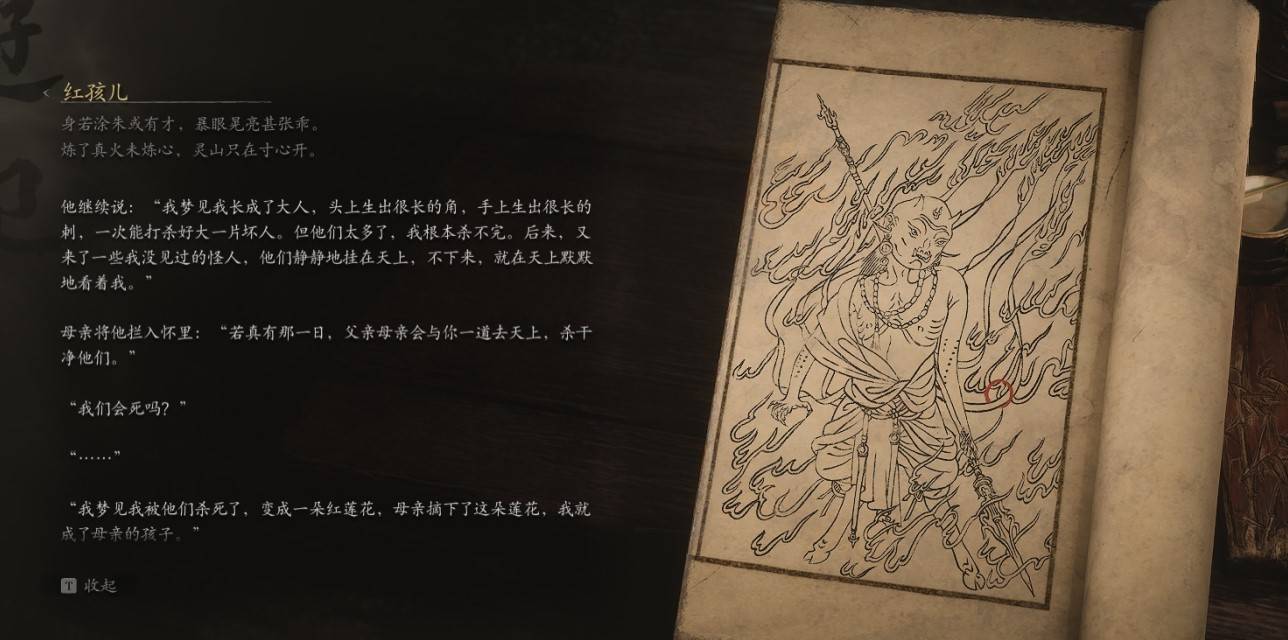 红孩儿
身若涂朱或有才，暴眼晃亮甚张乖。
炼了真火未炼心，灵山只在寸心开。
他继续说：“我梦见我长成了大人，头上生出很长的角，手上生出很长的
刺，一次能打杀好大一片坏人。但他们太多了，我根本杀不完。后来，又
来了一些我没见过的怪人，他们静静地挂在天上，不下来，就在天上默默
地看着我。”
母亲将他拦入怀里：“若真有那一日，父亲母亲会与你一道去天上，杀干
净他们。”
“我们会死吗？”
“……”
“我梦见我被他们杀死了，变成一朵红莲花，母亲摘下了这朵莲花，我就
成了母亲的孩子。”
T 收起